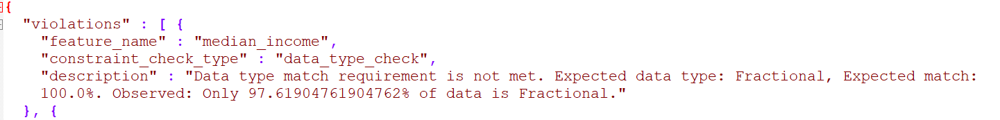 {
"violations" : [ {
"feature_name" : "median_income",
"constraint_check_type" : "data_type_check",
"description" : "Data type match requirement is not met. Expected data type: Fractional, Expected match:
100.0%. Observed: Only 97.61904761904762% of data is Fractional."
}, {